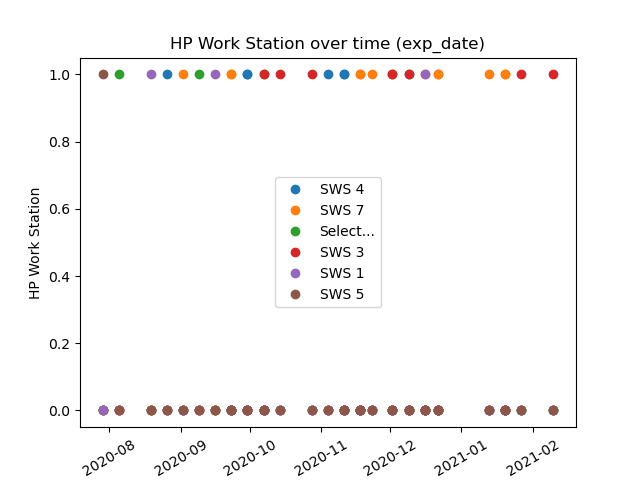 HP Work Station over time (exp_date)
1.0
0.8
0.6
0.4
0.2
0.0
HP Work Station
SWS 4
SWS 7
Select...
SWS 3
SWS 1
SWS 5
2020-08
2020-09
2020-10
2020-11
2020-12
2021-01
2021-02